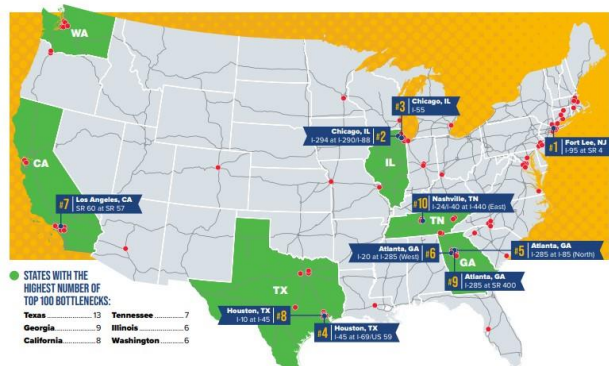 WA
#3 Chicago, IL
I-55
Chicago, IL #2
I-294 at I-290/I-88
#1 Fort Lee, NJ
I-95 at SR 4
IL
CA
#7 Los Angeles, CA
SR 60 at SR 57
#10 Nashville, TN
I-24/I-40 at I-440 (East)
TN
Atlanta, GA #6
I-20 at I-285 (West)
#5 Atlanta, GA
I-285 at I-85 (North)
GA
#9 Atlanta, GA
I-285 at SR 400
TX
Houston, TX #8
I-10 at I-45
#4 Houston, TX
I-45 at I-69/US 59
STATES WITH THE
HIGHEST NUMBER OF
TOP 100 BOTTLENECKS:
Texas ............ 13 Tennessee ........ 7
Georgia ............ 9 Illinois ............ 6
California ........ 8 Washington ...... 6